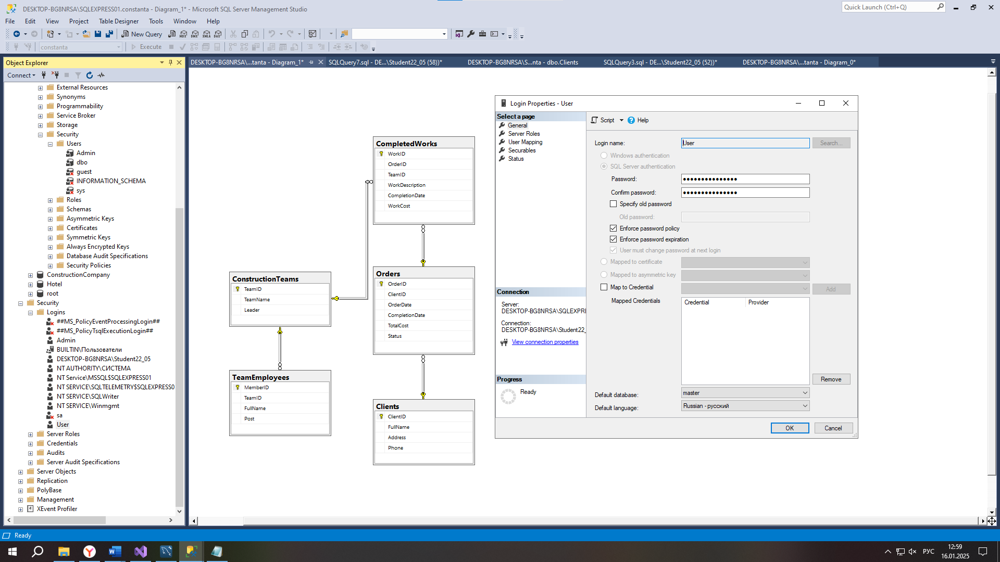 DESKTOP-BG8NRSA\SQLEXPRESS01.constanta - Diagram_1* - Microsoft SQL Server Management Studio
Quick Launch (Ctrl+Q)
File Edit View Project Table Designer Tools Window Help
New Query
MDX DMX XMLA DAX
constanta
Execute
Object Explorer
DESKTOP-BG8NRSA\...tanta - Diagram_1*
SQLQuery7.sql - DE...\Student22_05 (58))*
DESKTOP-BG8NRSA\S...nta - dbo.Clients
SQLQuery3.sql - DE...\Student22_05 (52))*
DESKTOP-BG8NRSA\...tanta - Diagram_0*
Connect
External Resources
Synonyms
Programmability
Service Broker
Storage
Security
Users
Admin
dbo
guest
INFORMATION_SCHEMA
sys
Roles
Schemas
Asymmetric Keys
Certificates
Symmetric Keys
Always Encrypted Keys
Database Audit Specifications
Security Policies
ConstructionCompany
Hotel
root
Security
Logins
##MS_PolicyEventProcessingLogin##
##MS_PolicyTsqlExecutionLogin##
Admin
BUILTIN\Пользователи
DESKTOP-BG8NRSA\Student22_05
NT AUTHORITY\СИСТЕМА
NT Service\MSSQL$SQLEXPRESS01
NT SERVICE\SQLTELEMETRY$SQLEXPRESS0
NT SERVICE\SQLWriter
NT SERVICE\Winmgmt
sa
User
Server Roles
Credentials
Audits
Server Audit Specifications
Server Objects
Replication
PolyBase
Management
XEvent Profiler
CompletedWorks
WorkID
OrderID
TeamID
WorkDescription
CompletionDate
WorkCost
ConstructionTeams
TeamID
TeamName
Leader
Orders
OrderID
ClientID
OrderDate
CompletionDate
TotalCost
Status
TeamEmployees
MemberID
TeamID
FullName
Post
Clients
ClientID
FullName
Address
Phone
Login Properties - User
Select a page
General
Server Roles
User Mapping
Securables
Status
Connection
Server:
DESKTOP-BG8NRSA\SQLEXPRE
Connection:
DESKTOP-BG8NRSA\Student22_
View connection properties
Progress
Ready
Script Help
Login name: User Search...
Windows authentication
SQL Server authentication
Password: ●●●●●●●●●●●●●●●
Confirm password: ●●●●●●●●●●●●●●●
Specify old password
Old password:
Enforce password policy
Enforce password expiration
User must change password at next login
Mapped to certificate
Mapped to asymmetric key
Map to Credential Add
Mapped Credentials Credential Provider
Remove
Default database: master
Default language: Russian - русский
OK Cancel
Ready
РУС
12:59
16.01.2025